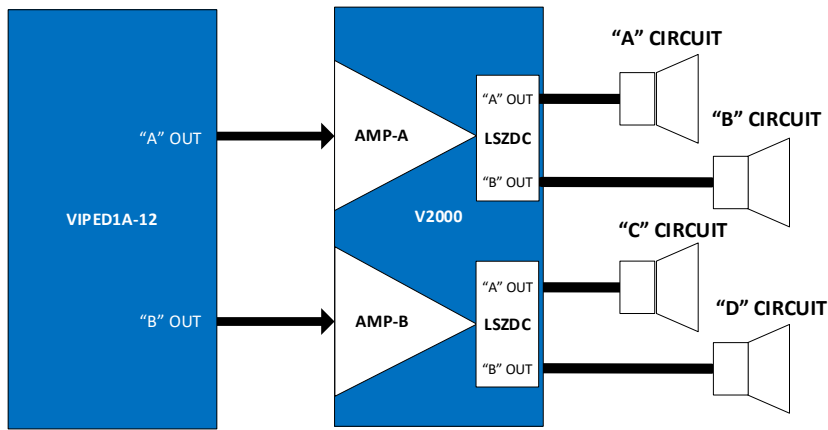 “A” CIRCUIT
“A” OUT
“B” CIRCUIT
“A” OUT
AMP-A
LSZDC
“B” OUT
VIPED1A-12
V2000
“C” CIRCUIT
“A” OUT
“D” CIRCUIT
“B” OUT
AMP-B
LSZDC
“B” OUT